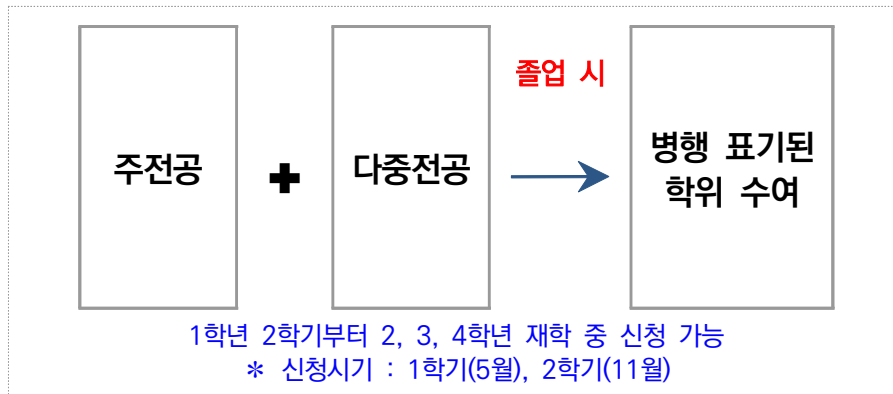 주전공
✚
다중전공
졸업 시
병행 표기된
학위 수여
1학년 2학기부터 2, 3, 4학년 재학 중 신청 가능
* 신청시기 : 1학기(5월), 2학기(11월)